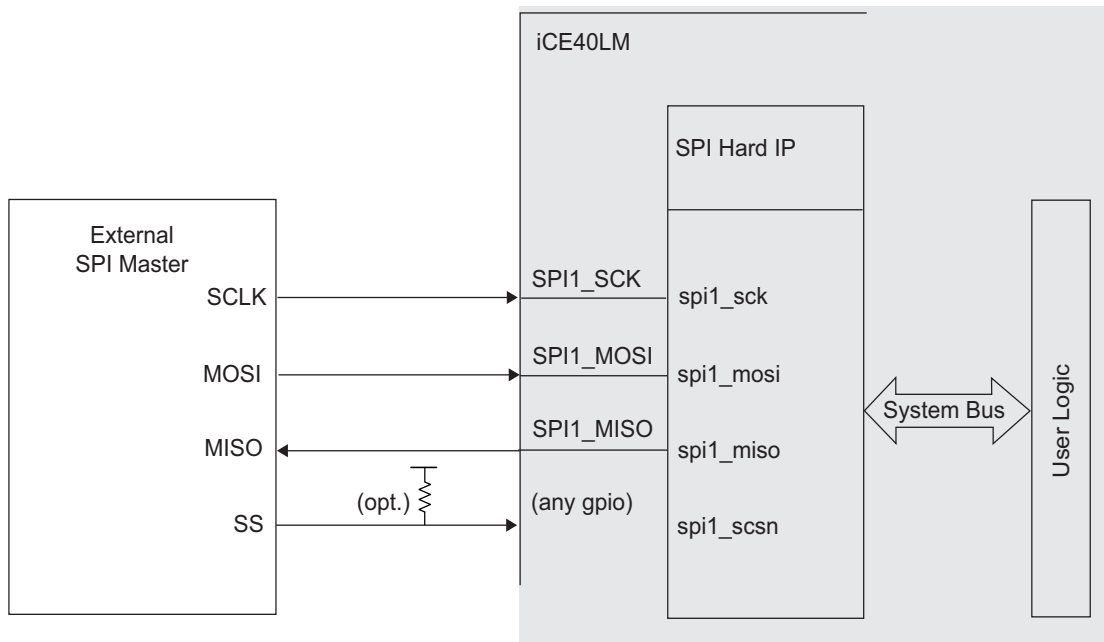 iCE40LM
SPI Hard IP
External
SPI Master
SCLK
SPI1_SCK
spi1_sck
MOSI
SPI1_MOSI
spi1_mosi
MISO
SPI1_MISO
spi1_miso
System Bus
User Logic
(opt.)
SS
(any gpio)
spi1_scsn